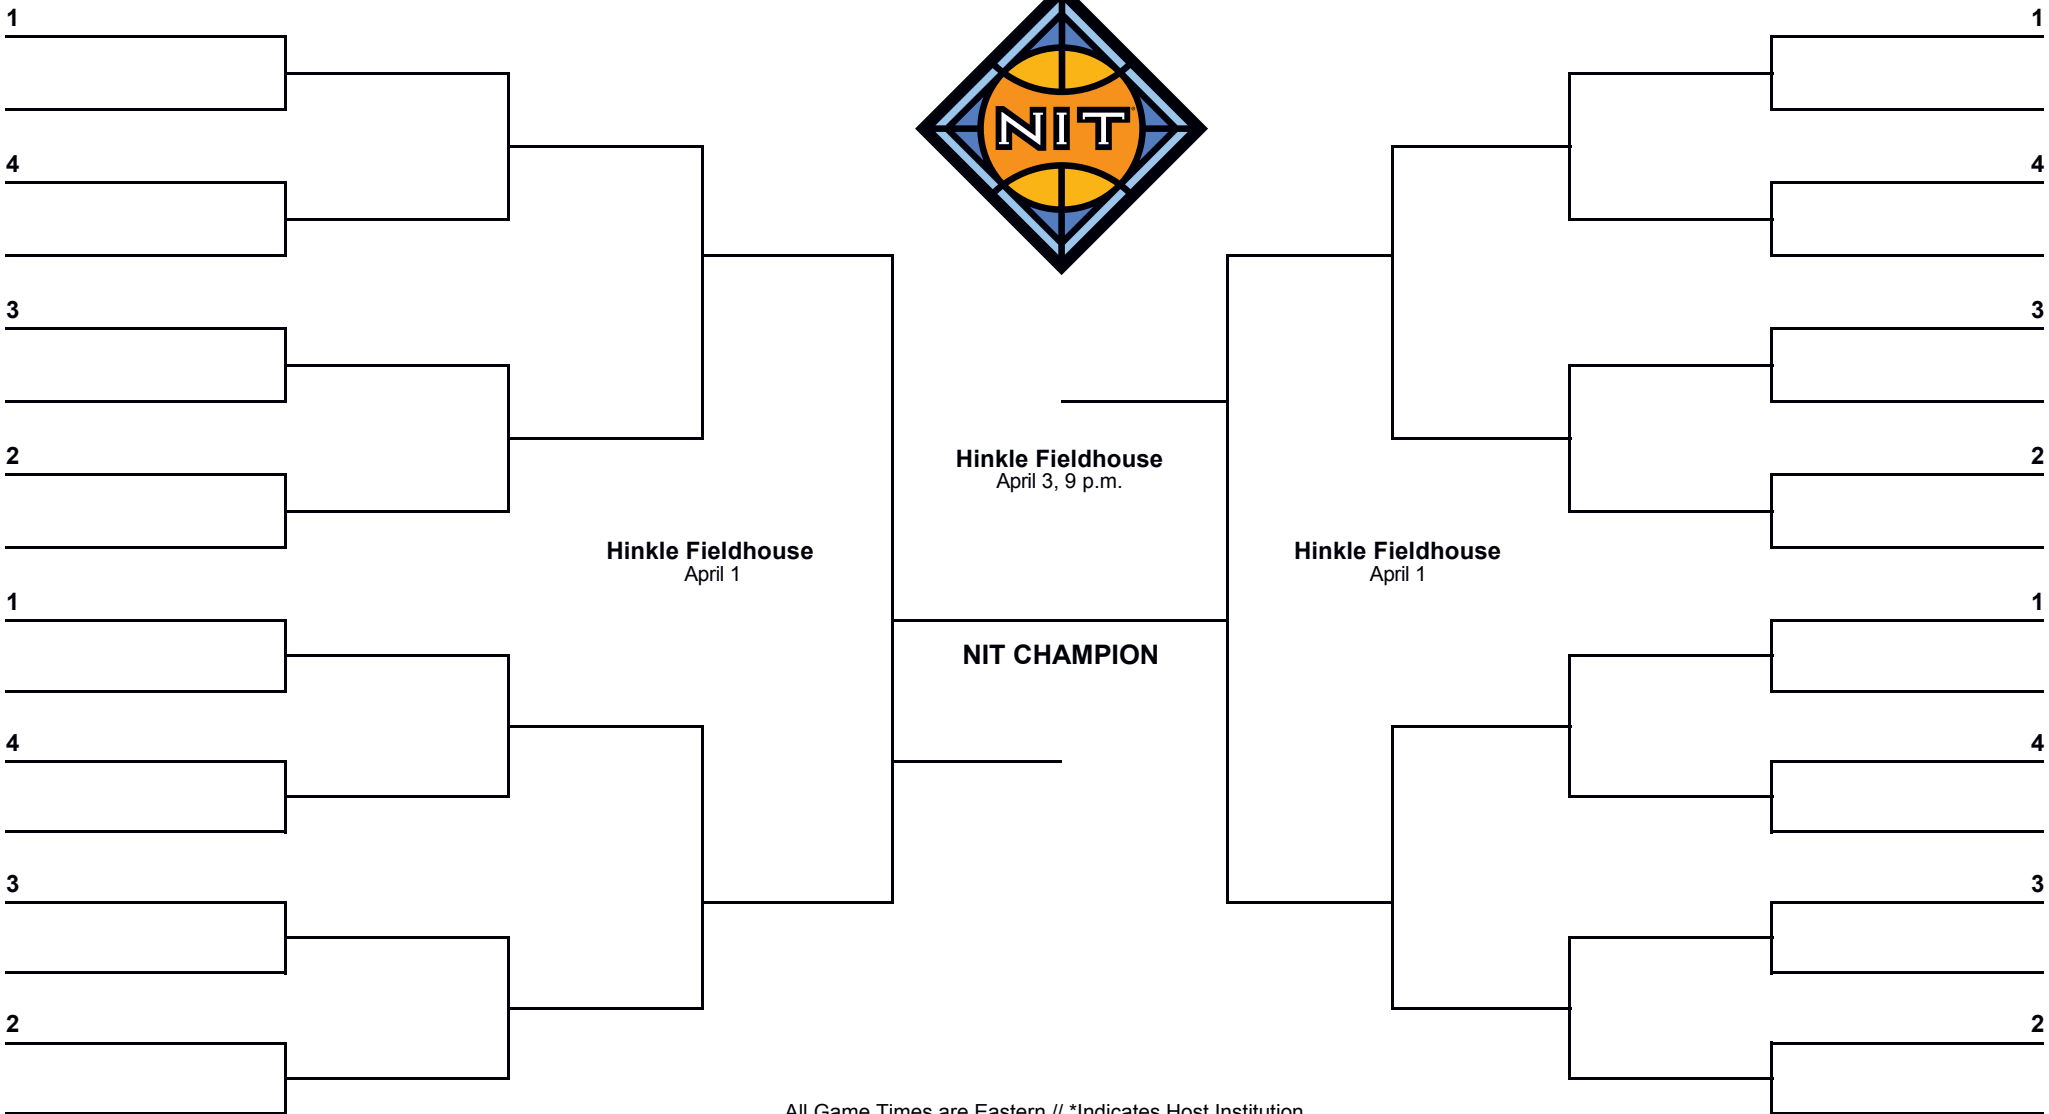 1
1
NIT
4
4
3
3
2
2
Hinkle Fieldhouse
April 3, 9 p.m.
Hinkle Fieldhouse
April 1
Hinkle Fieldhouse
April 1
1
1
NIT CHAMPION
4
4
3
3
2
2
All Game Times are Eastern // *Indicates Host Institution